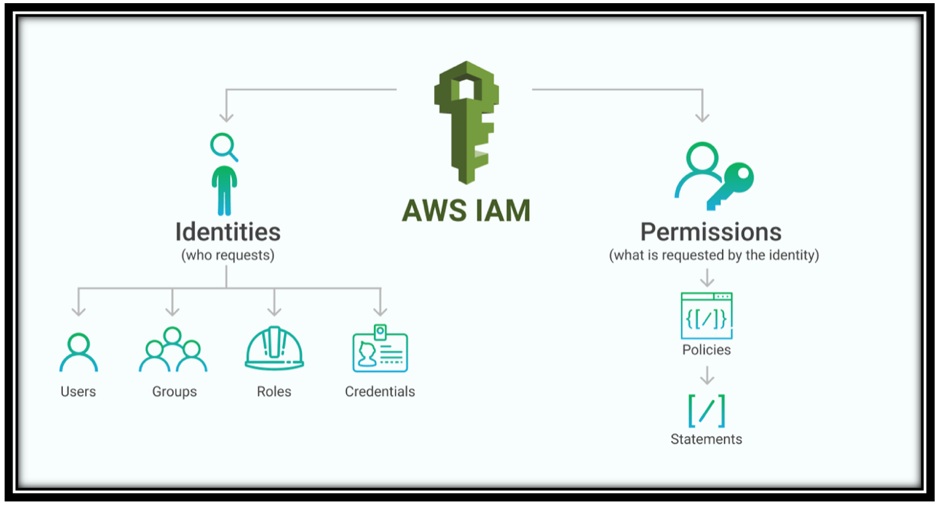 AWS IAM
Identities
(who requests)
Users
Groups
Roles
Credentials
Permissions
(what is requested by the identity)
{[/]}
Policies
[/]
Statements